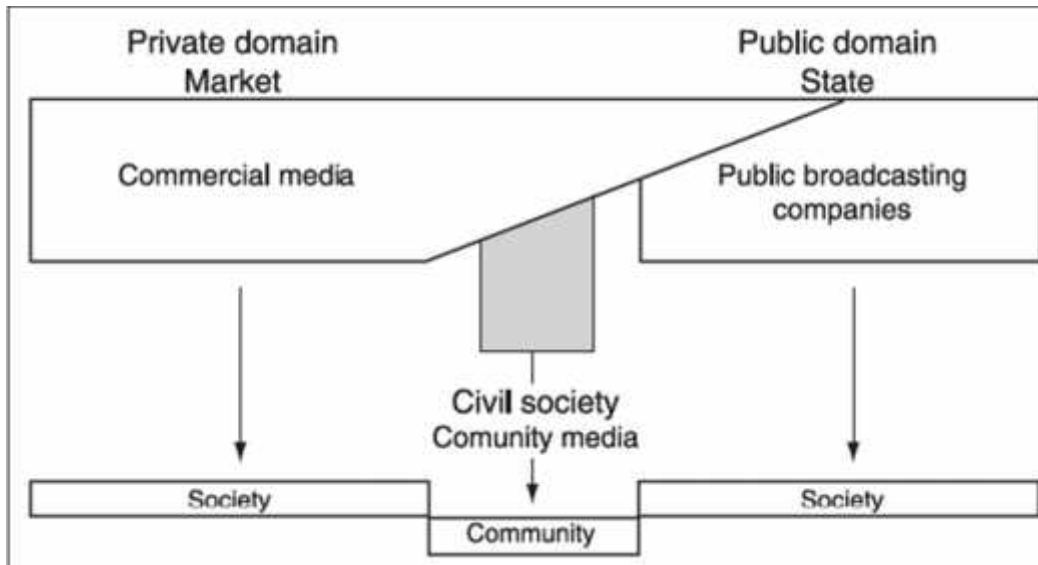 Private domain
Market
Public domain
State
Commercial media
Public broadcasting
companies
Civil society
Comunity media
Society
Community
Society